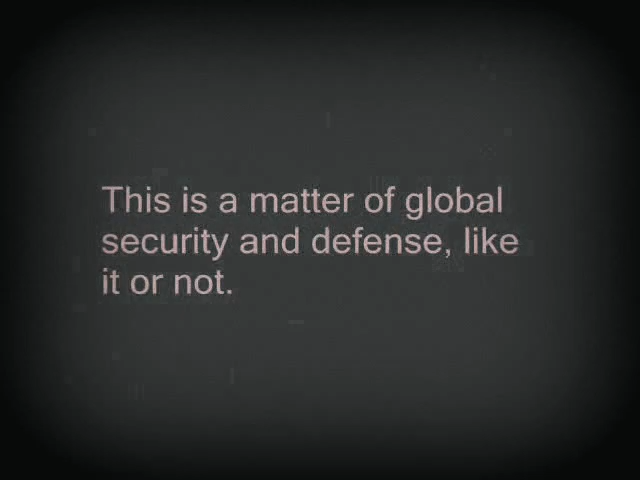 This is a matter of global
security and defense, like
it or not.